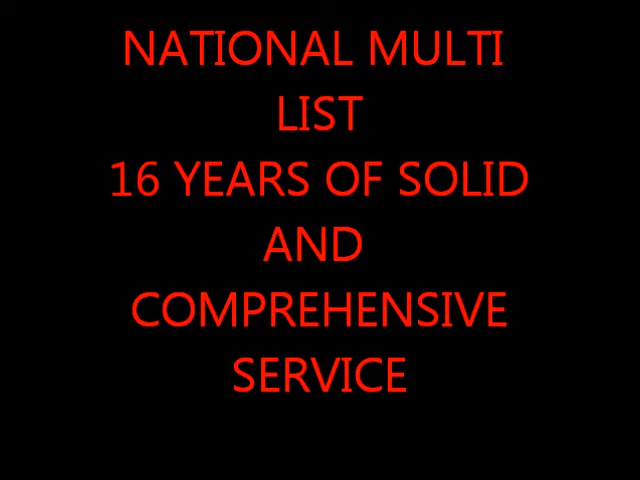 NATIONAL MULTI
LIST
16 YEARS OF SOLID
AND
COMPREHENSIVE
SERVICE